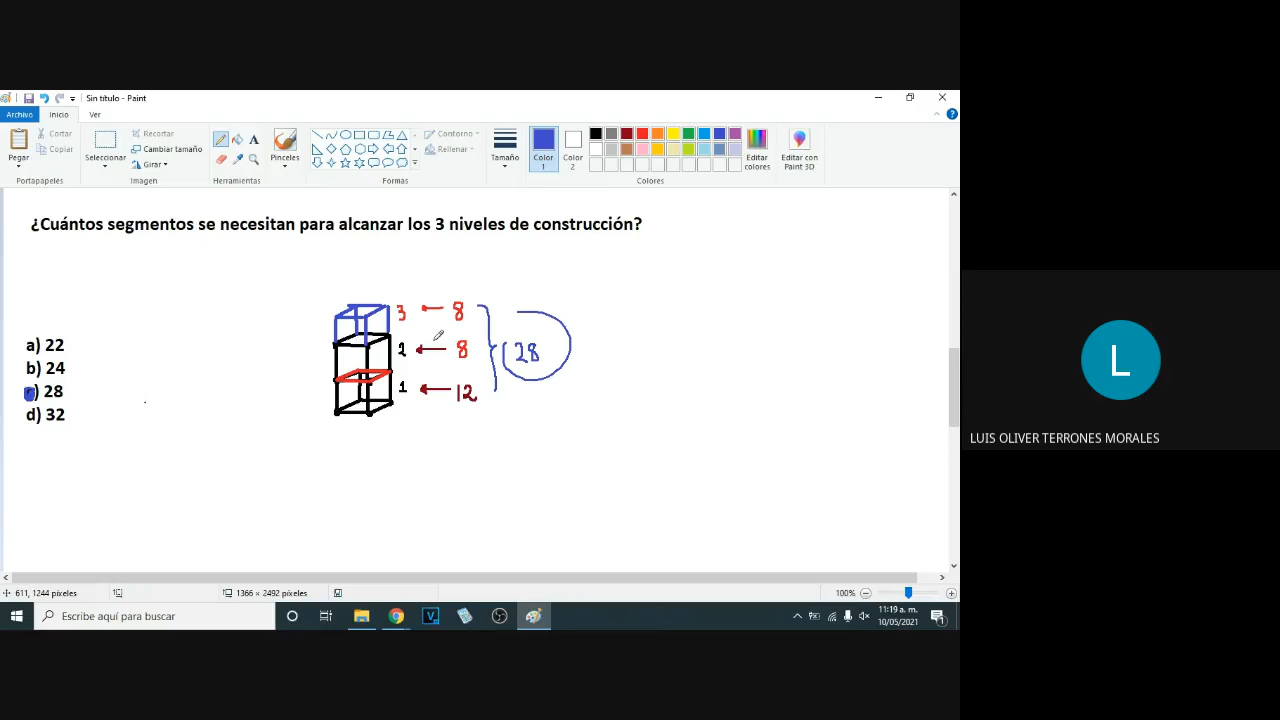 Sin título - Paint
Archivo Inicio Ver
Pegar
Cortar
Copiar
Portapapeles
Seleccionar
Recortar
Cambiar tamaño
Girar
Imagen
A
Herramientas
Pinceles
Contorno
Rellenar
Formas
Tamaño
Color 1
Color 2
Editar colores
Editar con Paint 3D
Colores
¿Cuántos segmentos se necesitan para alcanzar los 3 niveles de construcción?
a) 22
b) 24
) 28
d) 32
3 8
2 8
1 12
28
L
LUIS OLIVER TERRONES MORALES
611, 1244 píxeles
1366 × 2492 píxeles
100%
Escribe aquí para buscar
V
11:19 a. m.
10/05/2021
1